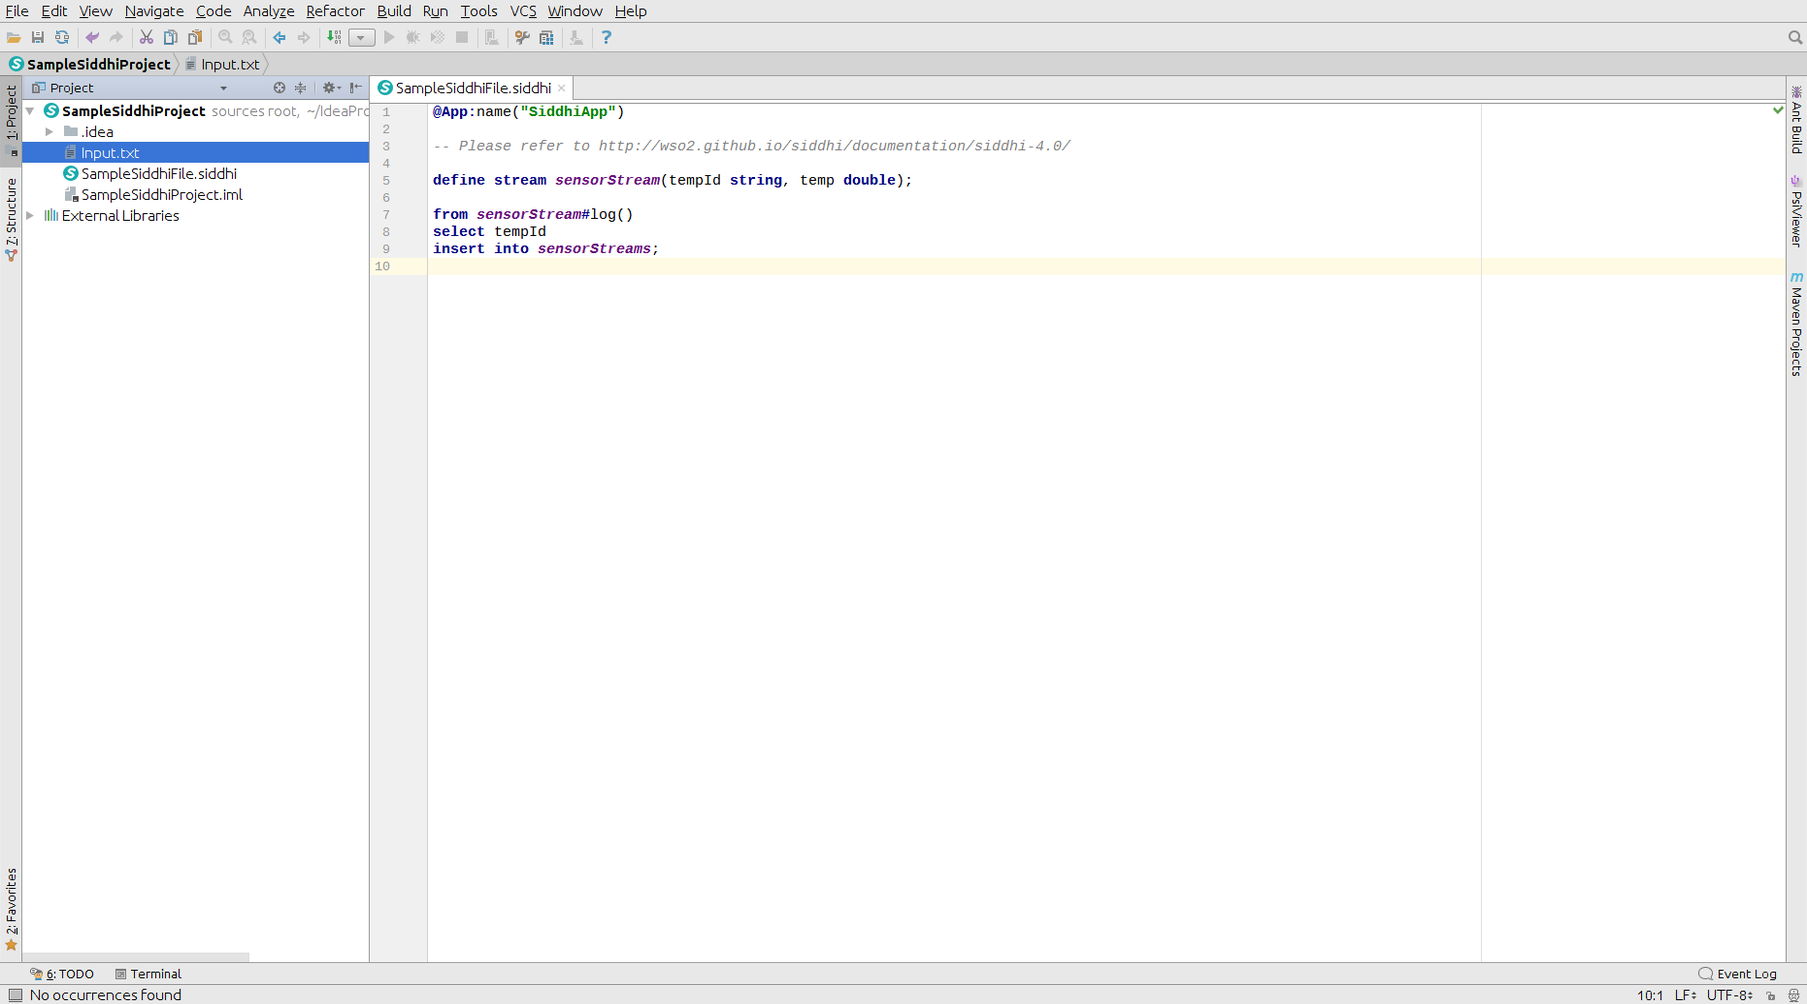 File Edit View Navigate Code Analyze Refactor Build Run Tools VCS Window Help
SampleSiddhiProject Input.txt
Project
SampleSiddhiFile.siddhi
SampleSiddhiProject sources root, ~/IdeaPro
.idea
Input.txt
SampleSiddhiFile.siddhi
SampleSiddhiProject.iml
External Libraries
1: Project
7: Structure
2: Favorites
1 @App:name("SiddhiApp")
2
3 -- Please refer to http://wso2.github.io/siddhi/documentation/siddhi-4.0/
4
5 define stream sensorStream(tempId string, temp double);
6
7 from sensorStream#log()
8 select tempId
9 insert into sensorStreams;
10
Ant Build
PsiViewer
Maven Projects
6: TODO Terminal Event Log
No occurrences found 10:1 LF UTF-8